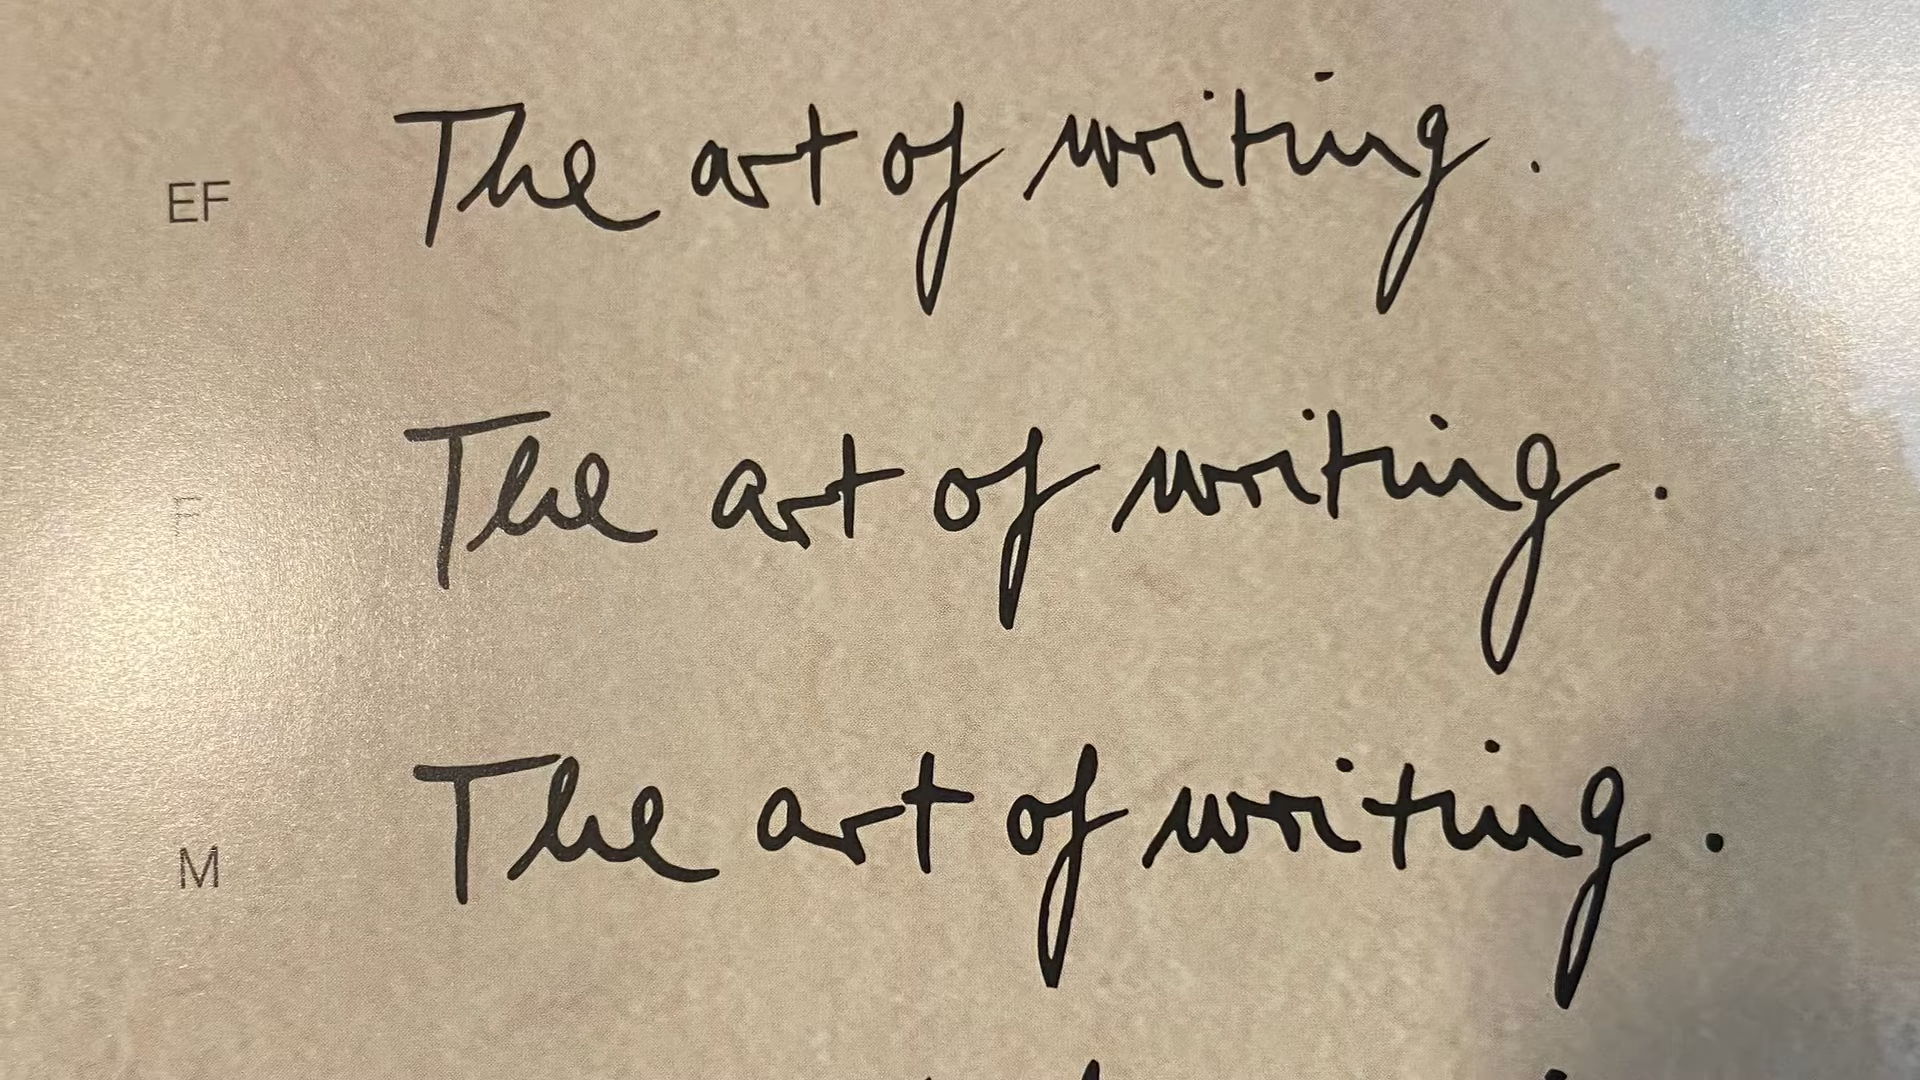 EF The art of writing.
F The art of writing.
M The art of writing.